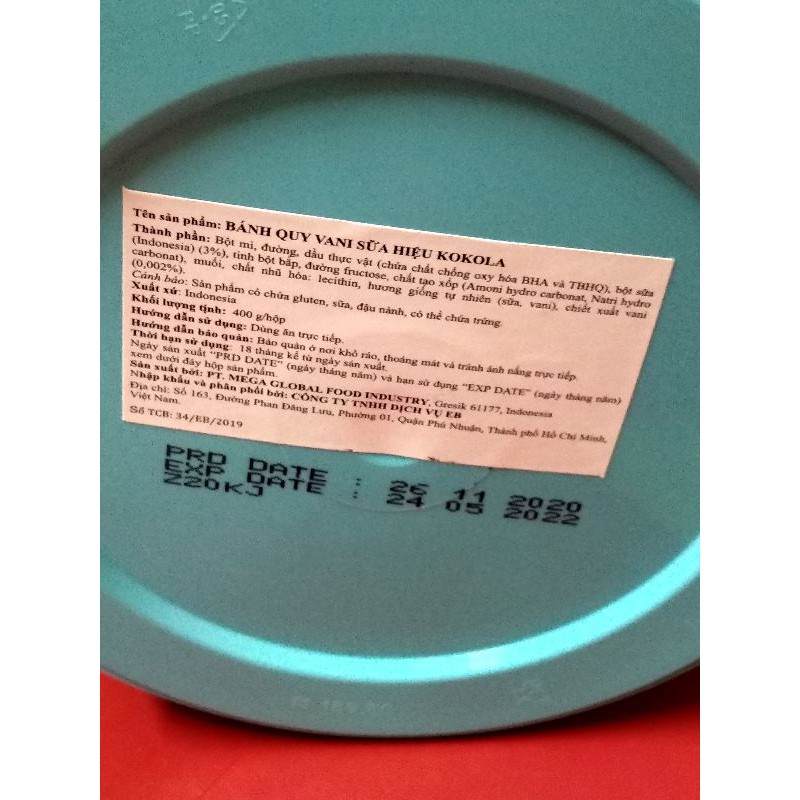 Tên sản phẩm: BÁNH QUY VANI SỮA HIỆU KOKOLA
Thành phần: Bột mì, đường, dầu thực vật (chứa chất chống oxy hóa BHA và TBHQ), bột sữa
(Indonesia) (3%), tinh bột bắp, đường fructose, chất tạo xốp (Amoni hydro carbonat, Natri hydro
carbonat), muối, chất nhũ hóa: lecithin, hương giống tự nhiên (sữa, vani), chiết xuất vani
(0,002%).
Cảnh báo: Sản phẩm có chứa gluten, sữa, đậu nành, có thể chứa trứng.
Xuất xứ: Indonesia
Khối lượng tịnh: 400 g/hộp
Hướng dẫn sử dụng: Dùng ăn trực tiếp.
Hướng dẫn bảo quản: Bảo quản ở nơi khô ráo, thoáng mát và tránh ánh nắng trực tiếp.
Thời hạn sử dụng: 18 tháng kể từ ngày sản xuất.
Ngày sản xuất "PRD DATE" (ngày tháng năm) và hạn sử dụng "EXP DATE" (ngày tháng năm)
xem dưới đáy hộp sản phẩm.
Sản xuất bởi: PT. MEGA GLOBAL FOOD INDUSTRY, Gresik 61177, Indonesia
Nhập khẩu và phân phối bởi: CÔNG TY TNHH DỊCH VỤ EB
Địa chỉ: Số 163, Đường Phan Đăng Lưu, Phường 01, Quận Phú Nhuận, Thành phố Hồ Chí Minh,
Việt Nam.
Số TCB: 34/EB/2019
PRD DATE : 26 11 2020
EXP DATE : 24 05 2022
220KJ